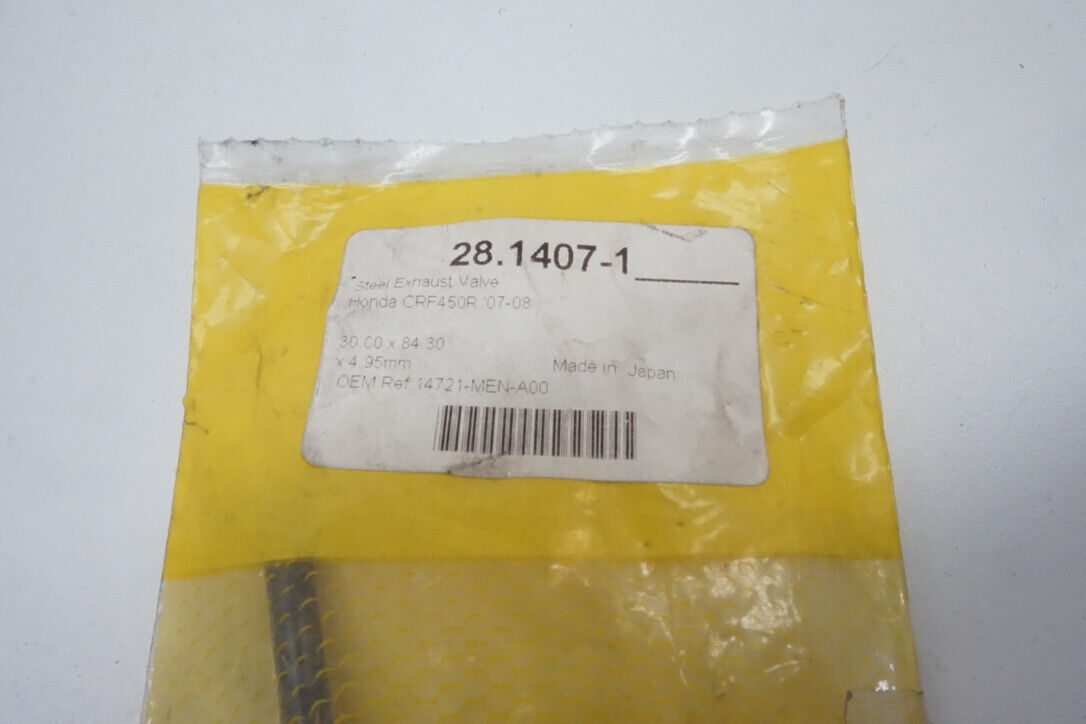 28.1407-1
Steel Exhaust Valve
Honda CRF450R '07-08
30.00 x 84.30
x 4.95mm
Made in Japan
OEM Ref 14721-MEN-A00